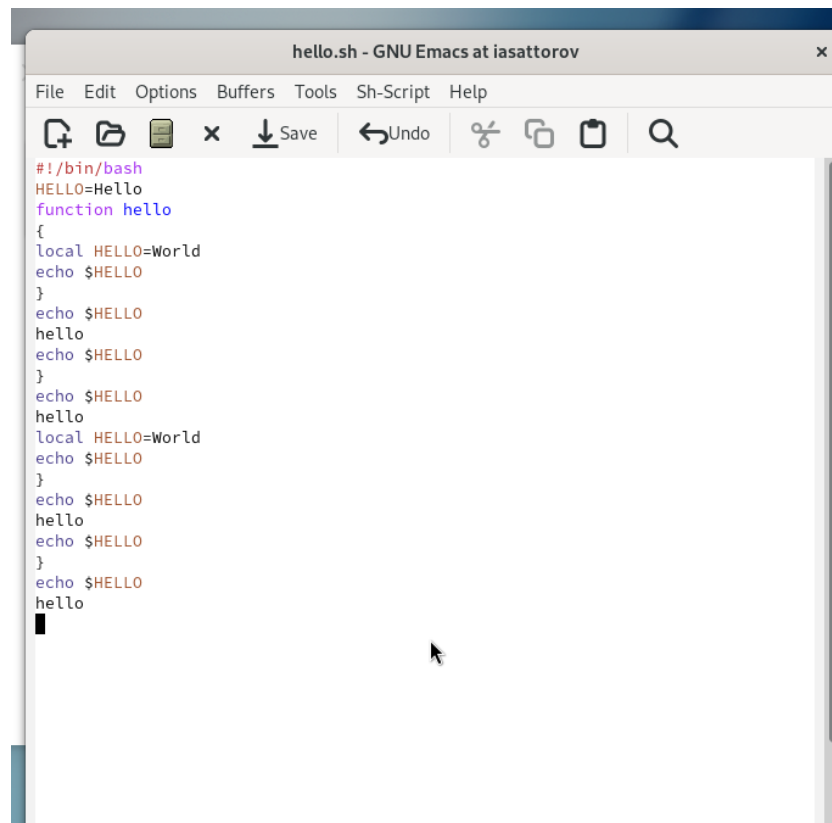 hello.sh - GNU Emacs at iasattorov
File Edit Options Buffers Tools Sh-Script Help
Save Undo
#!/bin/bash
HELLO=Hello
function hello
{
local HELLO=World
echo $HELLO
}
echo $HELLO
hello
echo $HELLO
}
echo $HELLO
hello
local HELLO=World
echo $HELLO
}
echo $HELLO
hello
echo $HELLO
}
echo $HELLO
hello